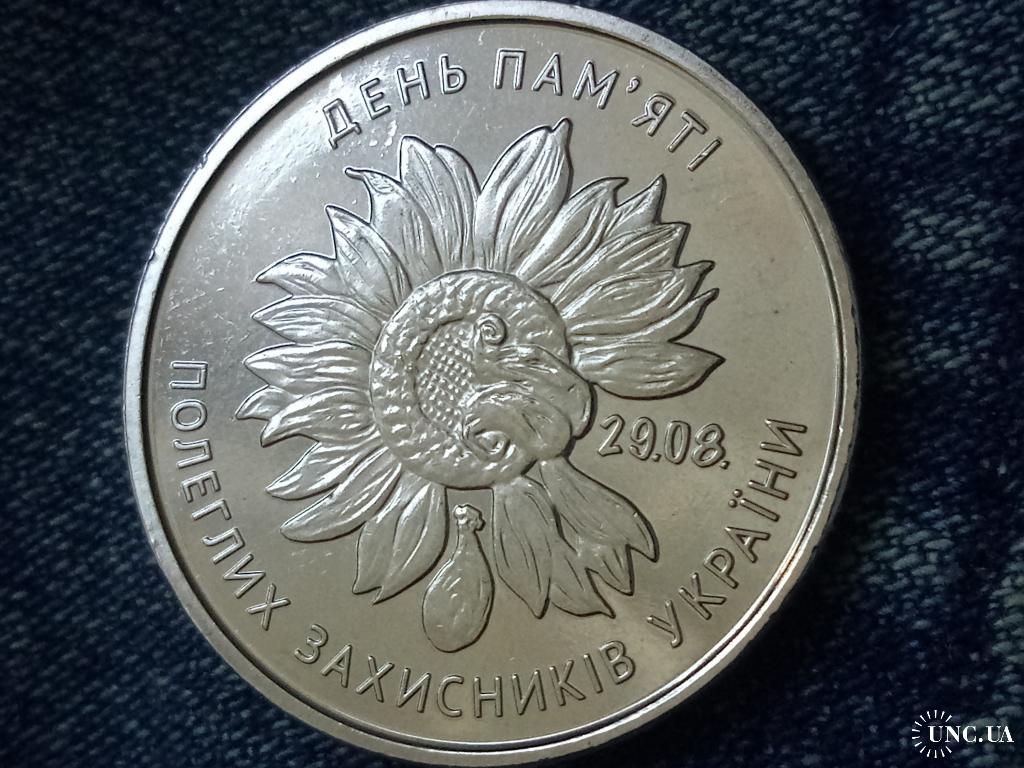 ДЕНЬ ПАМ'ЯТІ
29.08.
ПОЛЕГЛИХ ЗАХИСНИКІВ УКРАЇНИ
UNC.UA